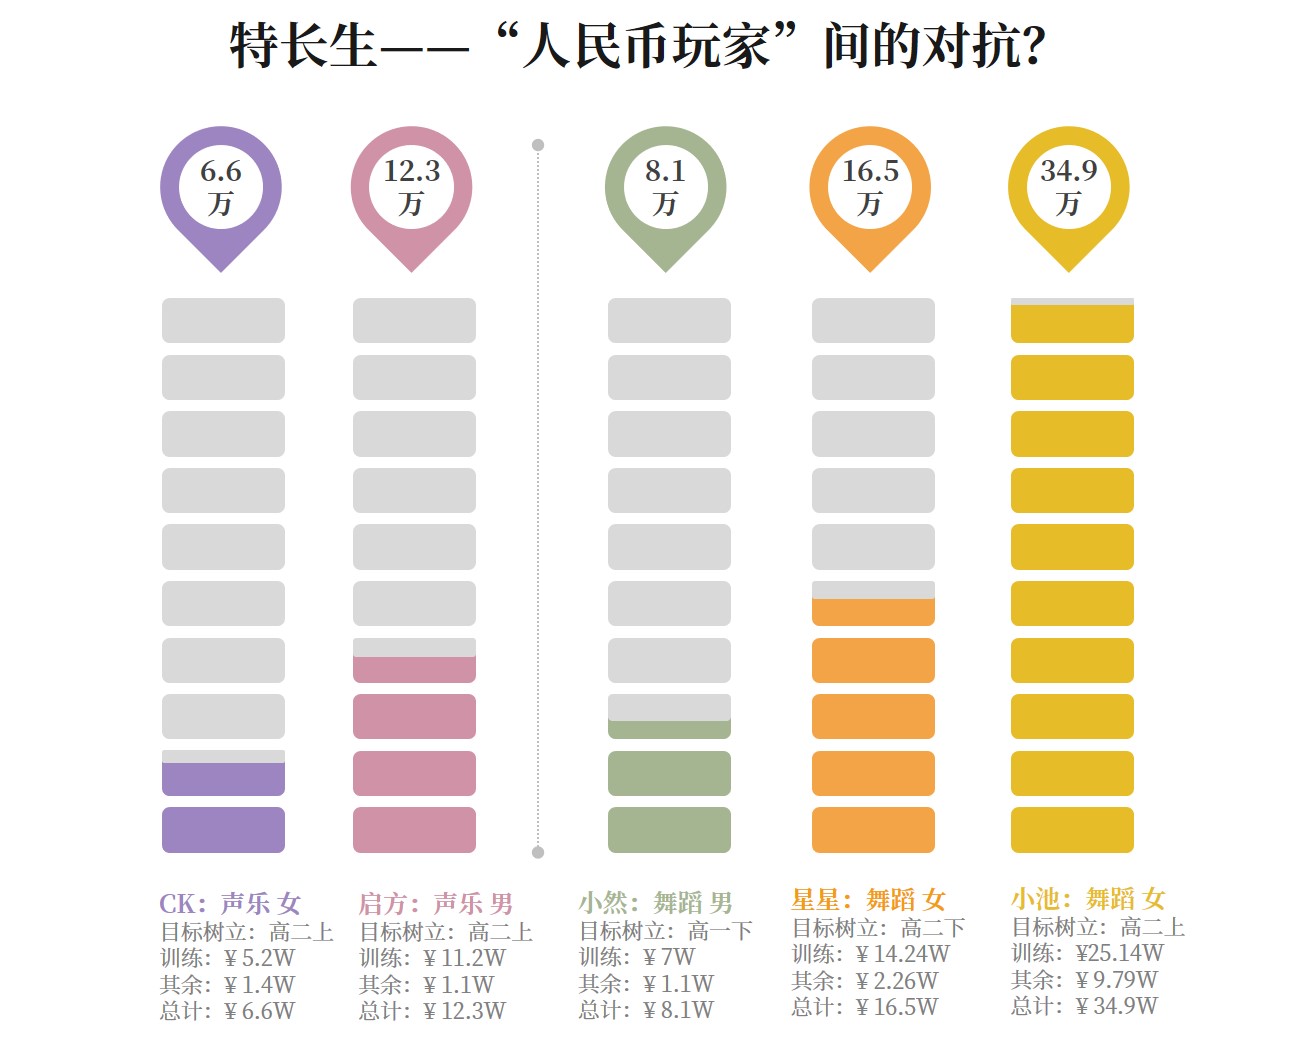 特长生——“人民币玩家”间的对抗?
6.6
万
12.3
万
8.1
万
16.5
万
34.9
万
CK：声乐 女
目标树立：高二上
训练：¥ 5.2W
其余：¥ 1.4W
总计：¥ 6.6W
启方：声乐 男
目标树立：高二上
训练：¥ 11.2W
其余：¥ 1.1W
总计：¥ 12.3W
小然：舞蹈 男
目标树立：高一下
训练：¥ 7W
其余：¥ 1.1W
总计：¥ 8.1W
星星：舞蹈 女
目标树立：高二下
训练：¥ 14.24W
其余：¥ 2.26W
总计：¥ 16.5W
小池：舞蹈 女
目标树立：高二上
训练：¥25.14W
其余：¥ 9.79W
总计：¥ 34.9W